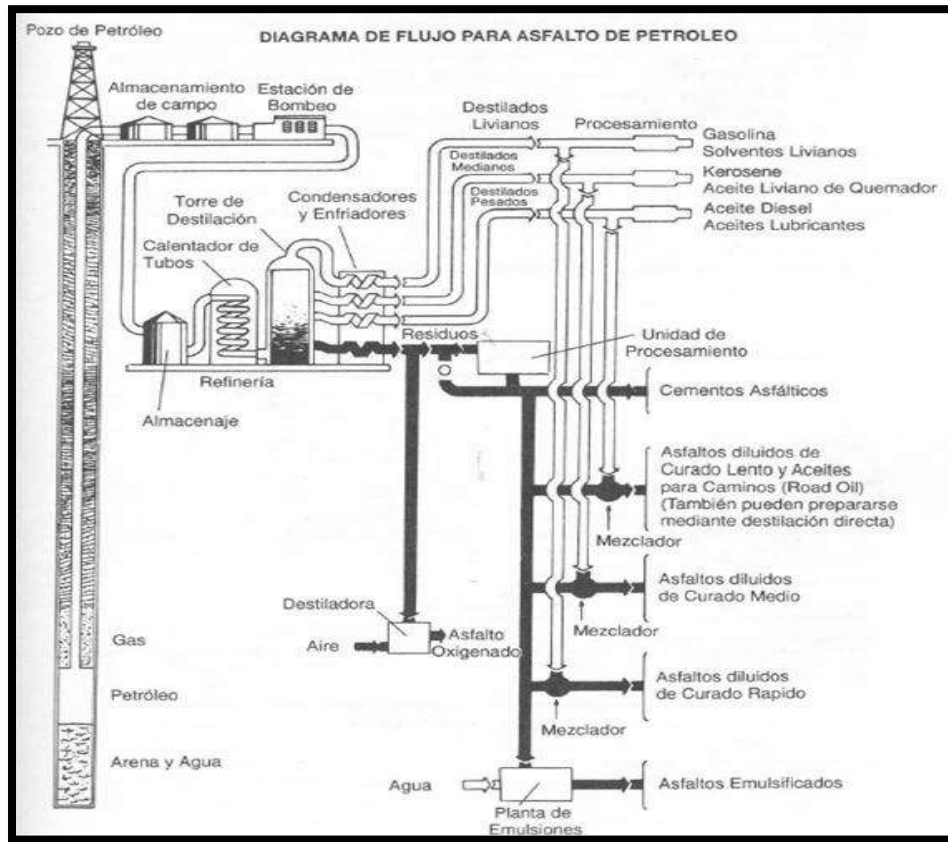 Pozo de Petróleo
DIAGRAMA DE FLUJO PARA ASFALTO DE PETROLEO
Almacenamiento
de campo
Estación de
Bombeo
Destilados
Livianos
Procesamiento
Gasolina
Solventes Livianos
Destilados
Medianos
Kerosene
Aceite Liviano de Quemador
Destilados
Pesados
Aceite Diesel
Aceites Lubricantes
Torre de
Destilación
Condensadores
y Enfriadores
Calentador de
Tubos
Residuos
Unidad de
Procesamiento
Refinería
Almacenaje
Cementos Asfálticos
Asfaltos diluidos de
Curado Lento y Aceites
para Caminos (Road Oil)
(También pueden prepararse
mediante destilación directa)
Mezclador
Destiladora
Aire
Asfalto
Oxigenado
Asfaltos diluidos
de Curado Medio
Mezclador
Gas
Petróleo
Asfaltos diluidos
de Curado Rapido
Mezclador
Arena y Agua
Agua
Asfaltos Emulsificados
Planta de
Emulsiones